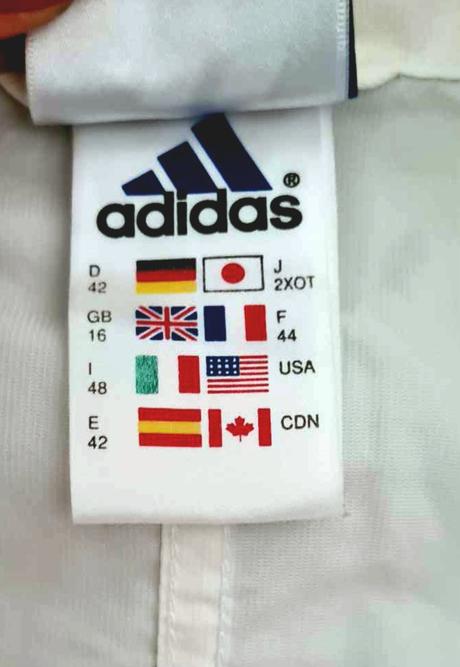 adidas®
D J
42 2XOT
GB F
16 44
I USA
48
E CDN
42